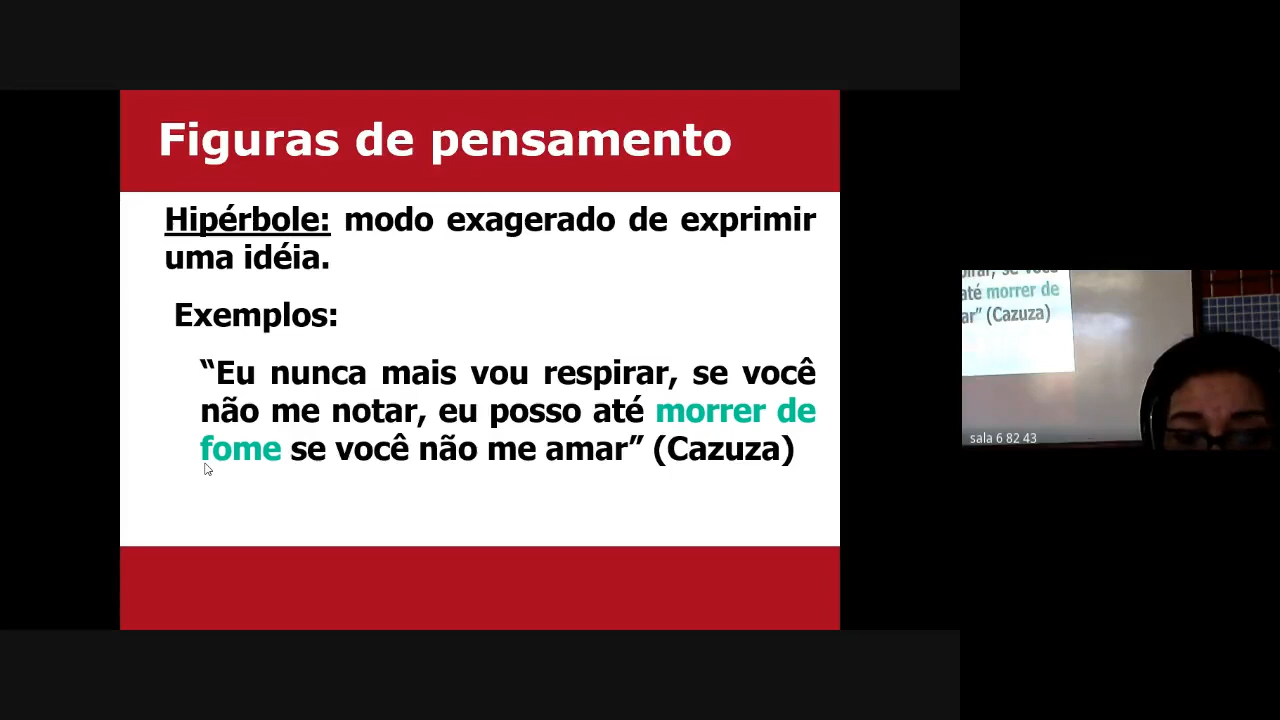 Figuras de pensamento
Hipérbole: modo exagerado de exprimir
uma idéia.
Exemplos:
“Eu nunca mais vou respirar, se você
não me notar, eu posso até morrer de
fome se você não me amar” (Cazuza)
até morrer de
ar” (Cazuza)
sala 6 82 43